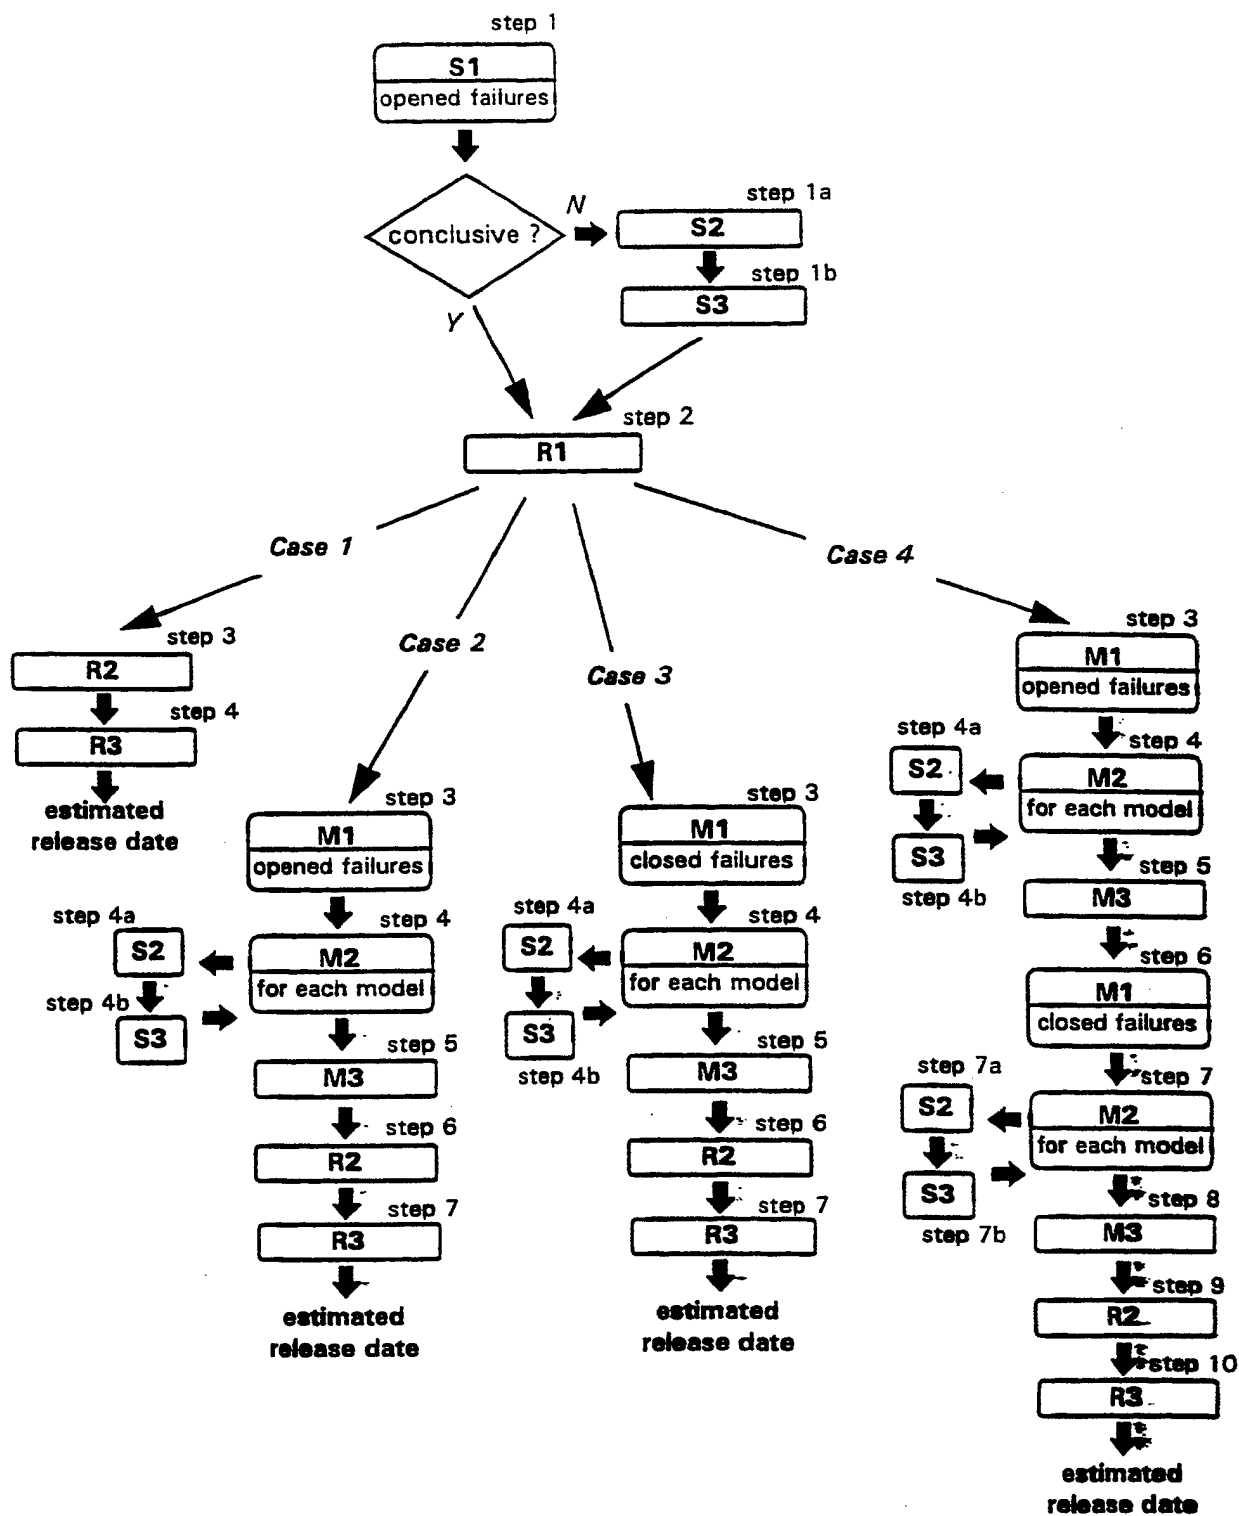 step 1
S1
opened failures
conclusive ?
N
step 1a
S2
step 1b
S3
Y
step 2
R1
Case 1
step 3
R2
step 4
R3
estimated
release date
Case 2
step 3
M1
opened failures
step 4
M2
for each model
step 4a
S2
step 4b
S3
step 5
M3
step 6
R2
step 7
R3
estimated
release date
Case 3
step 3
M1
closed failures
step 4
M2
for each model
step 4a
S2
S3
step 4b
step 5
M3
step 6
R2
step 7
R3
estimated
release date
Case 4
step 3
M1
opened failures
step 4
M2
for each model
step 4a
S2
S3
step 4b
step 5
M3
step 6
M1
closed failures
step 7
M2
for each model
step 7a
S2
S3
step 7b
step 8
M3
step 9
R2
step 10
R3
estimated
release date